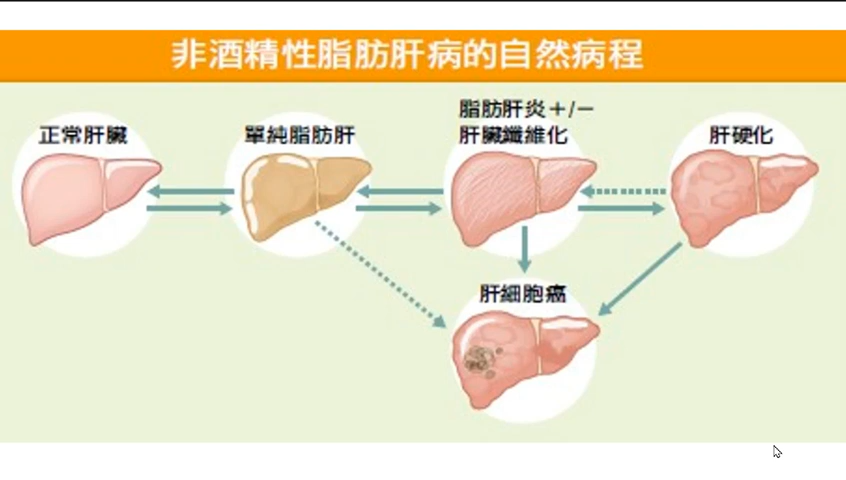 非酒精性脂肪肝病的自然病程
正常肝臟
單純脂肪肝
脂肪肝炎+/−
肝臟纖維化
肝硬化
肝細胞癌